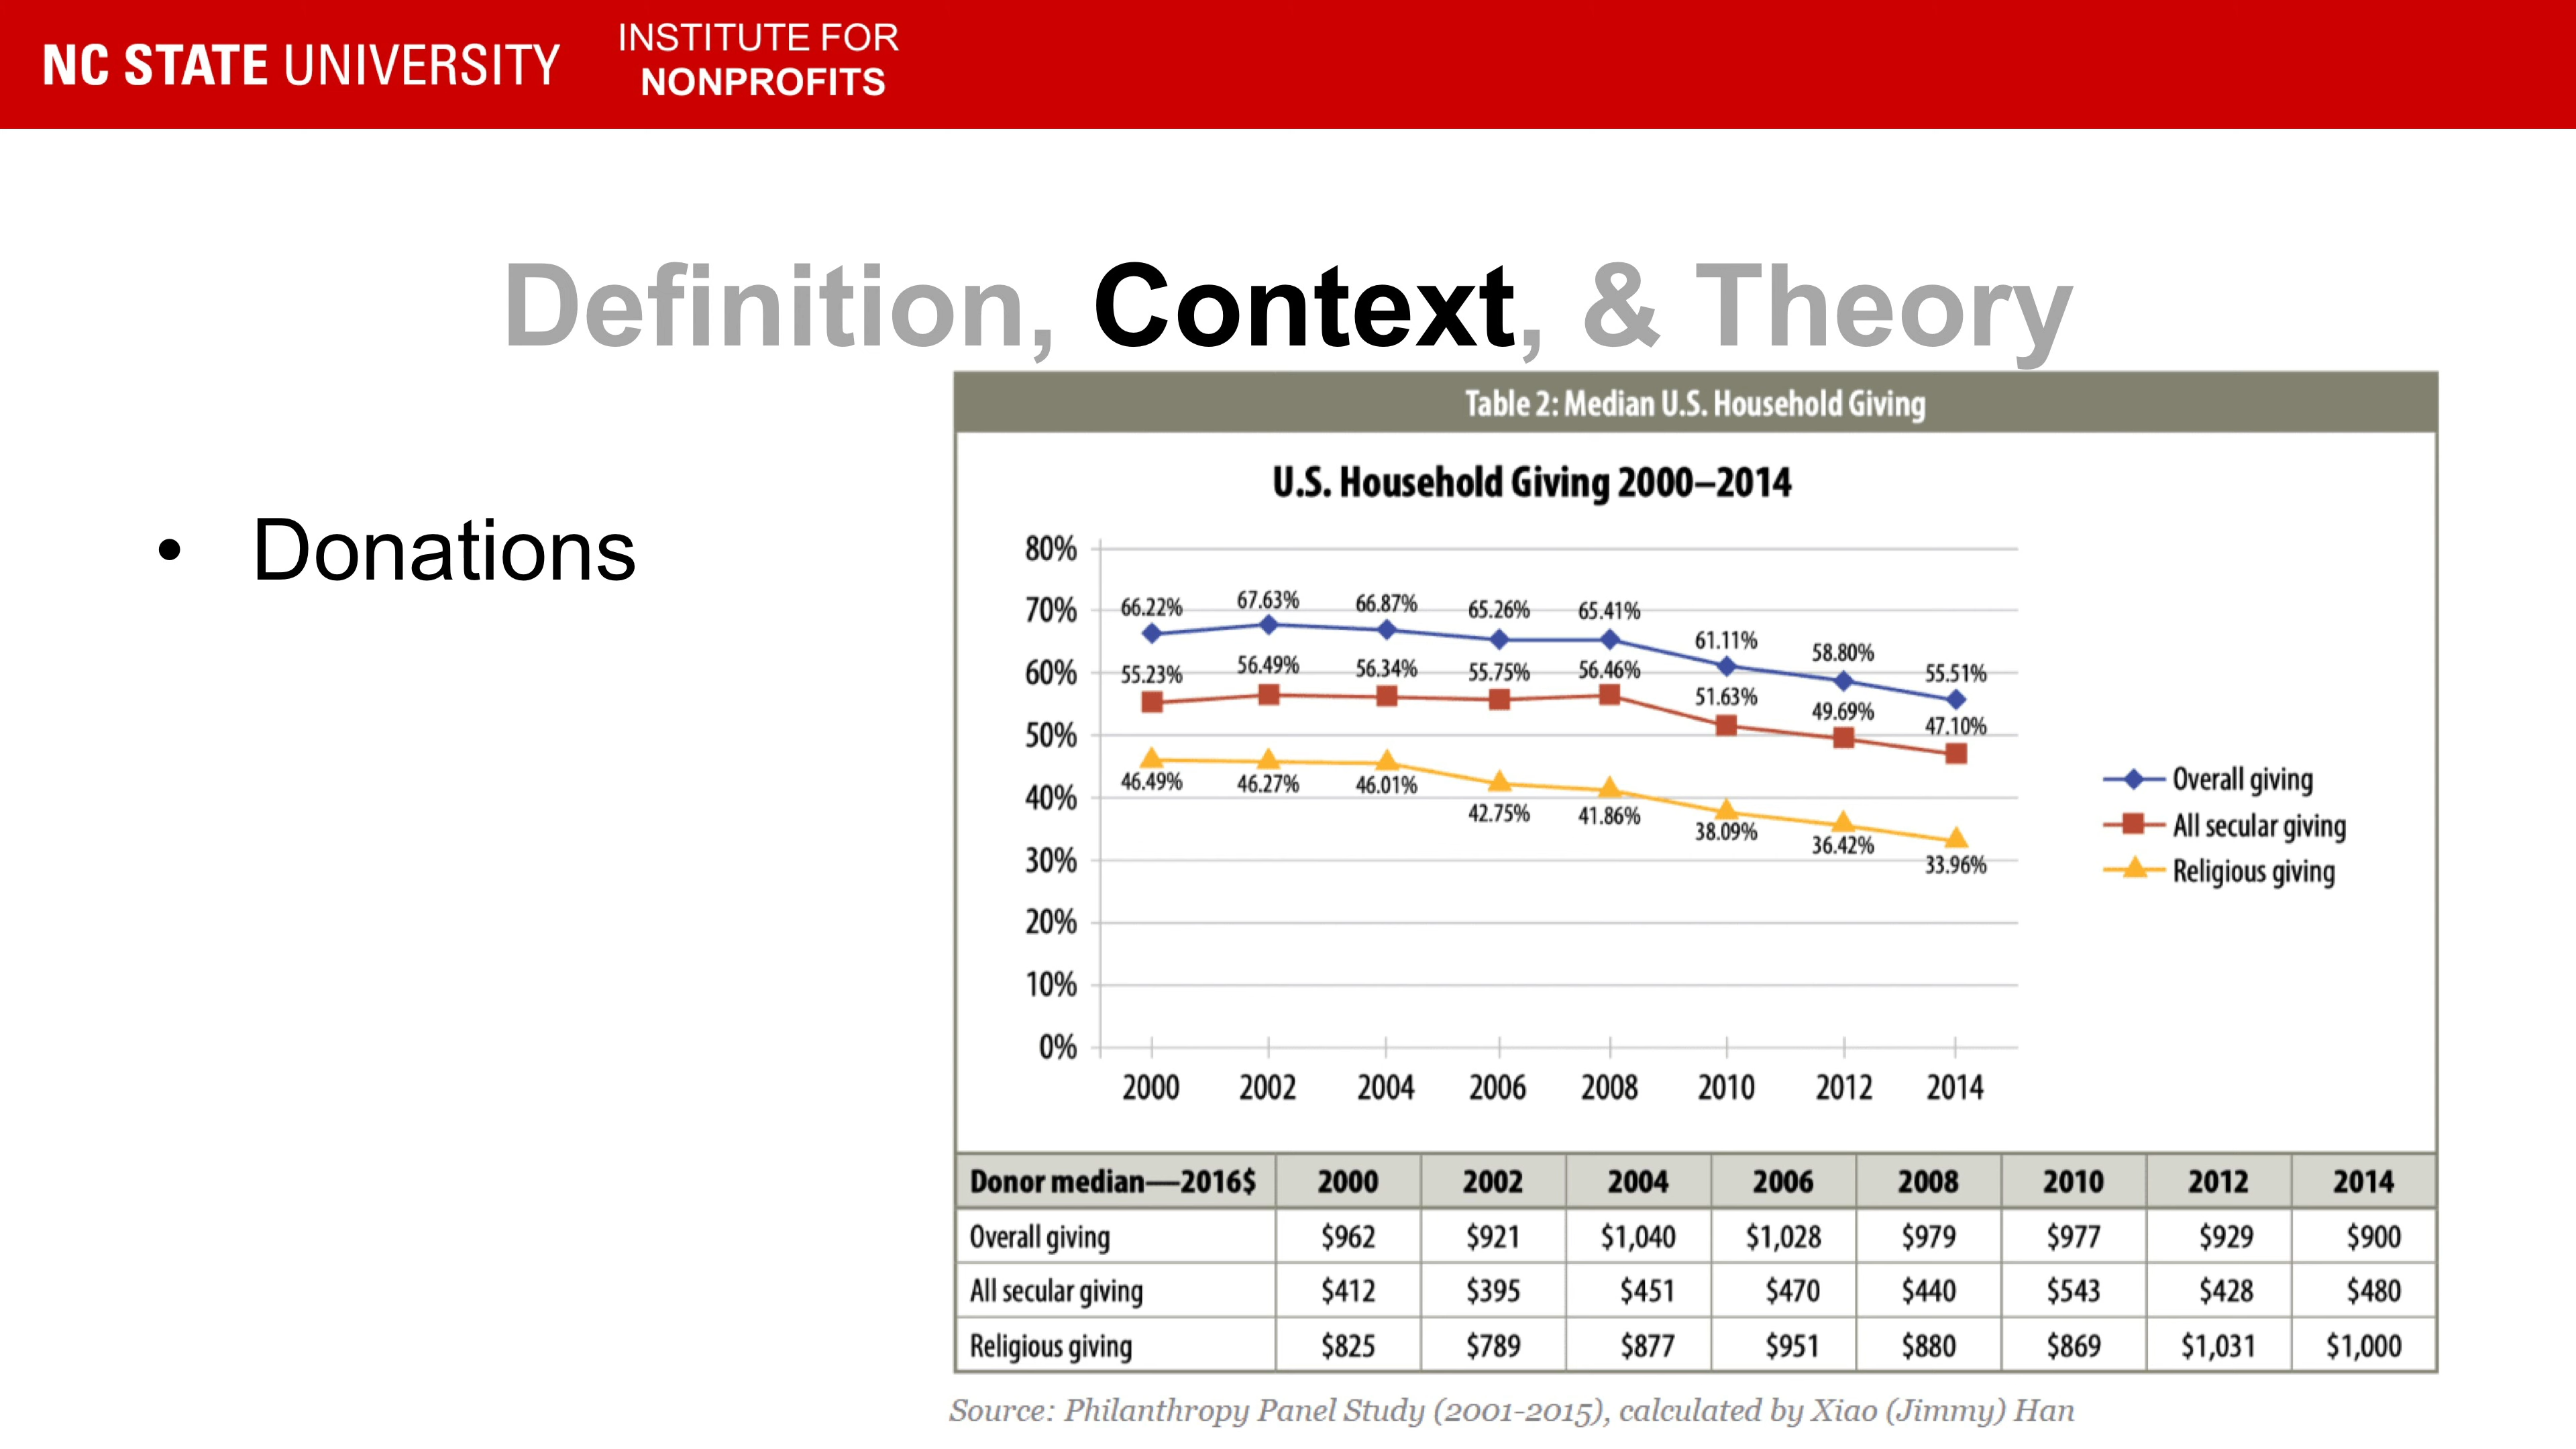 NC STATE UNIVERSITY
INSTITUTE FOR
NONPROFITS
Definition, Context, & Theory
• Donations
Table 2: Median U.S. Household Giving
U.S. Household Giving 2000–2014
80%
70%
60%
50%
40%
30%
20%
10%
0%
66.22% 67.63% 66.87% 65.26% 65.41% 61.11% 58.80% 55.51%
55.23% 56.49% 56.34% 55.75% 56.46% 51.63% 49.69% 47.10%
46.49% 46.27% 46.01% 42.75% 41.86% 38.09% 36.42% 33.96%
2000 2002 2004 2006 2008 2010 2012 2014
Overall giving
All secular giving
Religious giving
Donor median—2016$ 2000 2002 2004 2006 2008 2010 2012 2014
Overall giving $962 $921 $1,040 $1,028 $979 $977 $929 $900
All secular giving $412 $395 $451 $470 $440 $543 $428 $480
Religious giving $825 $789 $877 $951 $880 $869 $1,031 $1,000
Source: Philanthropy Panel Study (2001-2015), calculated by Xiao (Jimmy) Han